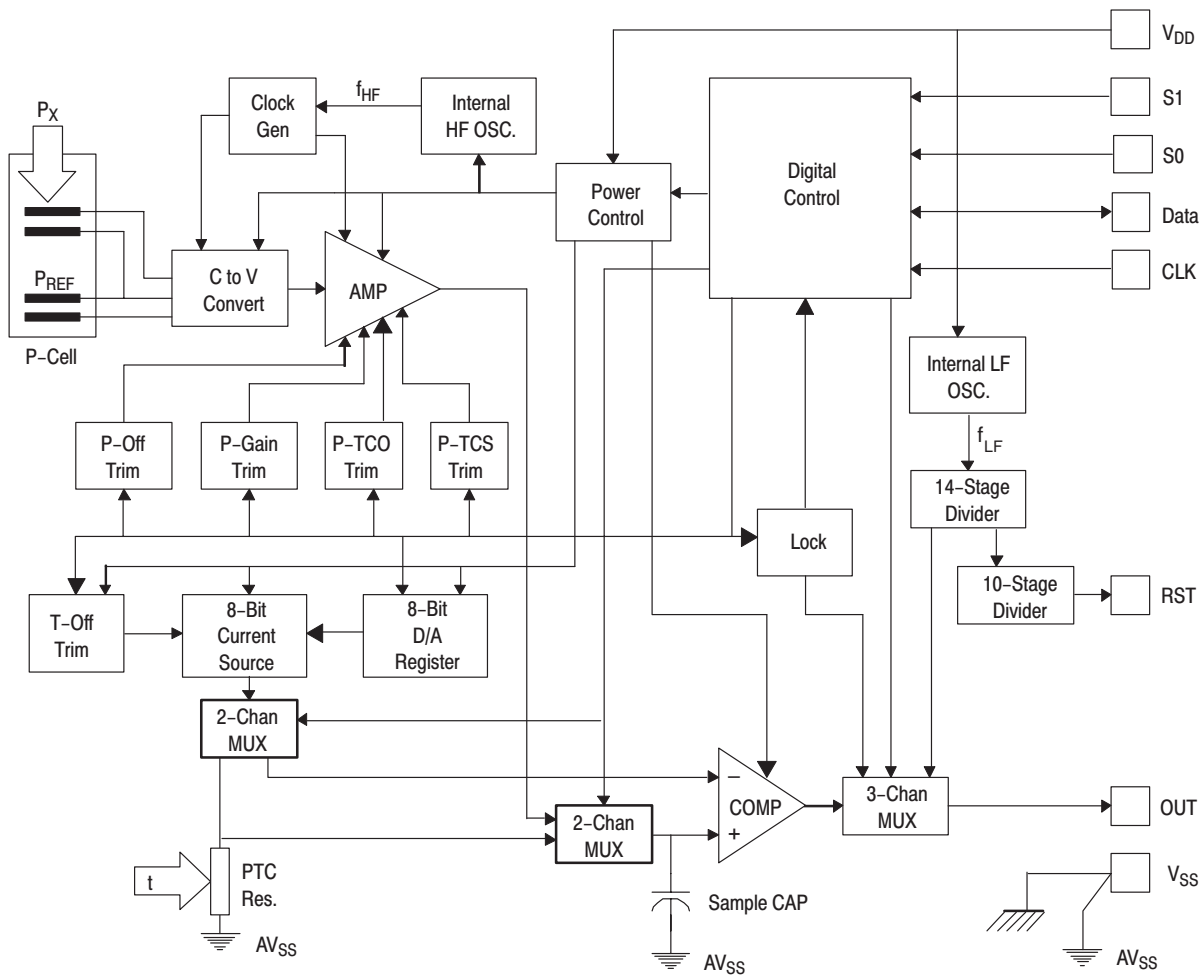 V_DD
P_X
Clock
Gen
f_HF
Internal
HF OSC.
S1
S0
Digital
Control
Power
Control
Data
CLK
P_REF
C to V
Convert
AMP
P−Cell
Internal LF
OSC.
f_LF
P−Off
Trim
P−Gain
Trim
P−TCO
Trim
P−TCS
Trim
14−Stage
Divider
Lock
10−Stage
Divider
RST
T−Off
Trim
8−Bit
Current
Source
8−Bit
D/A
Register
2−Chan
MUX
−
COMP
+
3−Chan
MUX
OUT
2−Chan
MUX
t
PTC
Res.
Sample CAP
V_SS
AV_SS
AV_SS
AV_SS